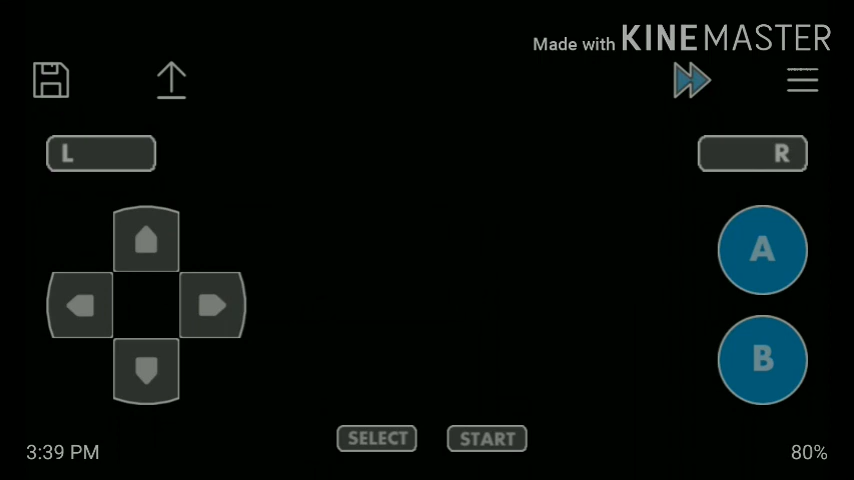 Made with KINEMASTER
L
R
A
B
SELECT
START
3:39 PM
80%